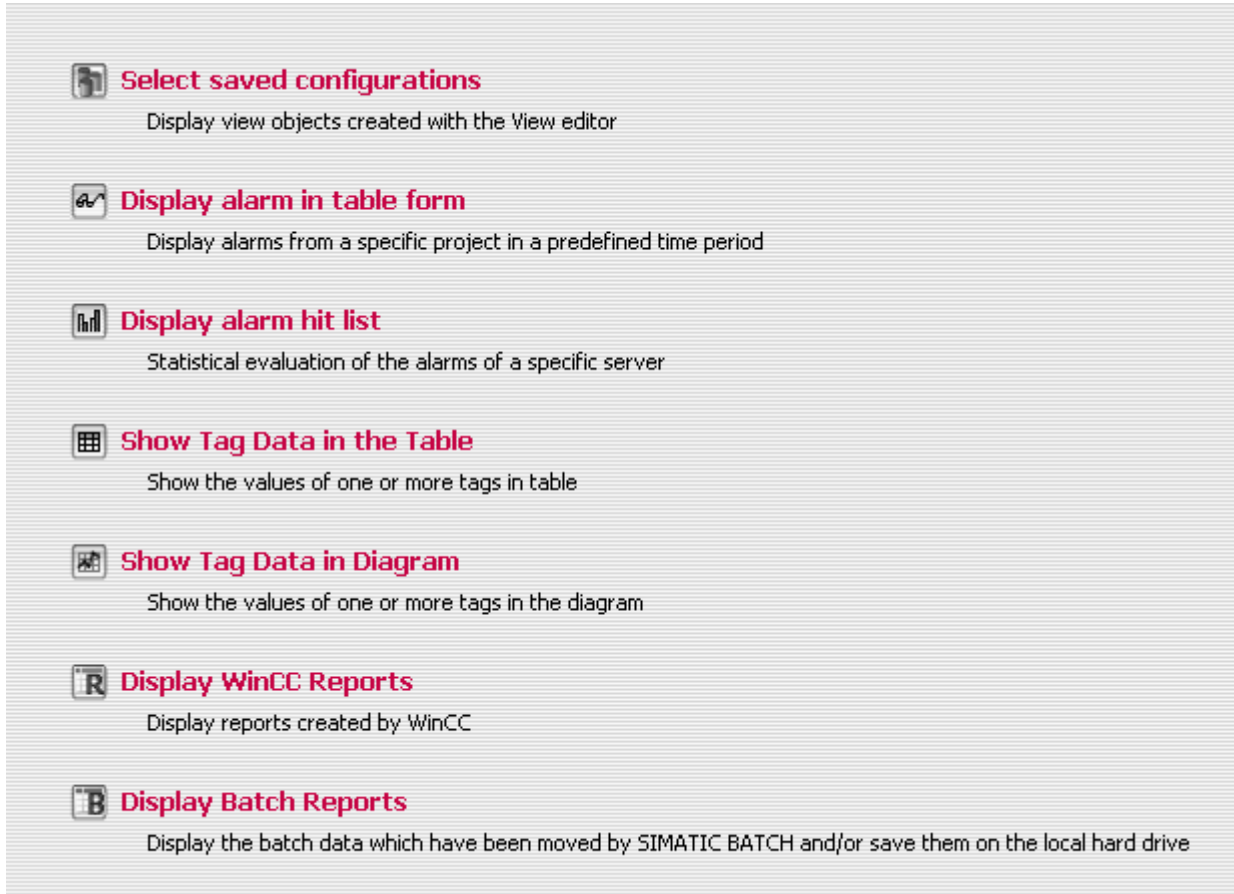 Select saved configurations
Display view objects created with the View editor
Display alarm in table form
Display alarms from a specific project in a predefined time period
Display alarm hit list
Statistical evaluation of the alarms of a specific server
Show Tag Data in the Table
Show the values of one or more tags in table
Show Tag Data in Diagram
Show the values of one or more tags in the diagram
R Display WinCC Reports
Display reports created by WinCC
B Display Batch Reports
Display the batch data which have been moved by SIMATIC BATCH and/or save them on the local hard drive